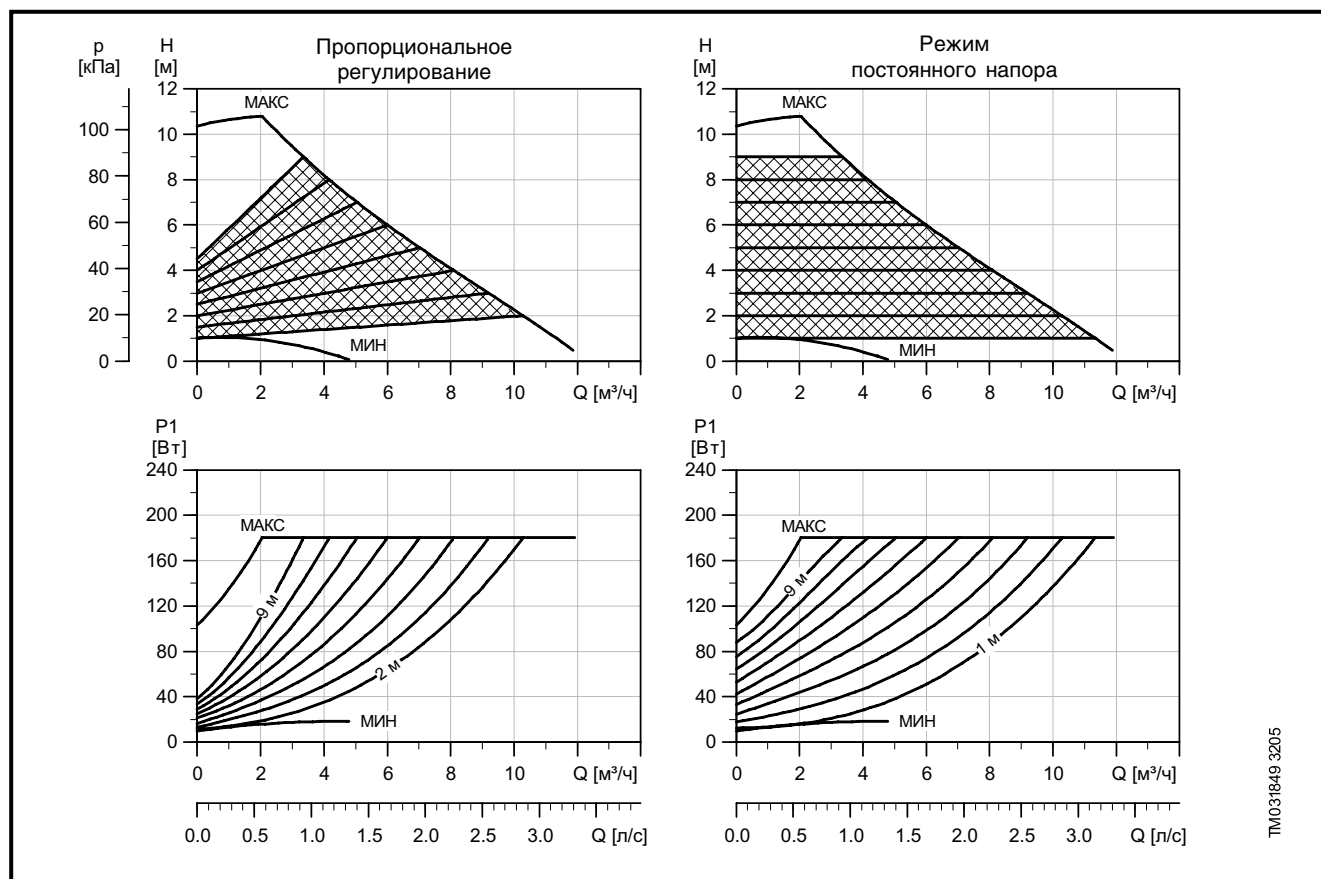 p
[кПа]
H
[м]
Пропорциональное
регулирование
12
10
8
6
4
2
0
100
80
60
40
20
0
МАКС
МИН
0 2 4 6 8 10 Q [м³/ч]
H
[м]
Режим
постоянного напора
12
10
8
6
4
2
0
МАКС
МИН
0 2 4 6 8 10 Q [м³/ч]
P1
[Вт]
240
200
160
120
80
40
0
МАКС
9 м
2 м
МИН
0 2 4 6 8 10 Q [м³/ч]
0.0 0.5 1.0 1.5 2.0 2.5 3.0 Q [л/с]
P1
[Вт]
240
200
160
120
80
40
0
МАКС
9 м
1 м
МИН
0 2 4 6 8 10 Q [м³/ч]
0.0 0.5 1.0 1.5 2.0 2.5 3.0 Q [л/с]
TM031849 3205